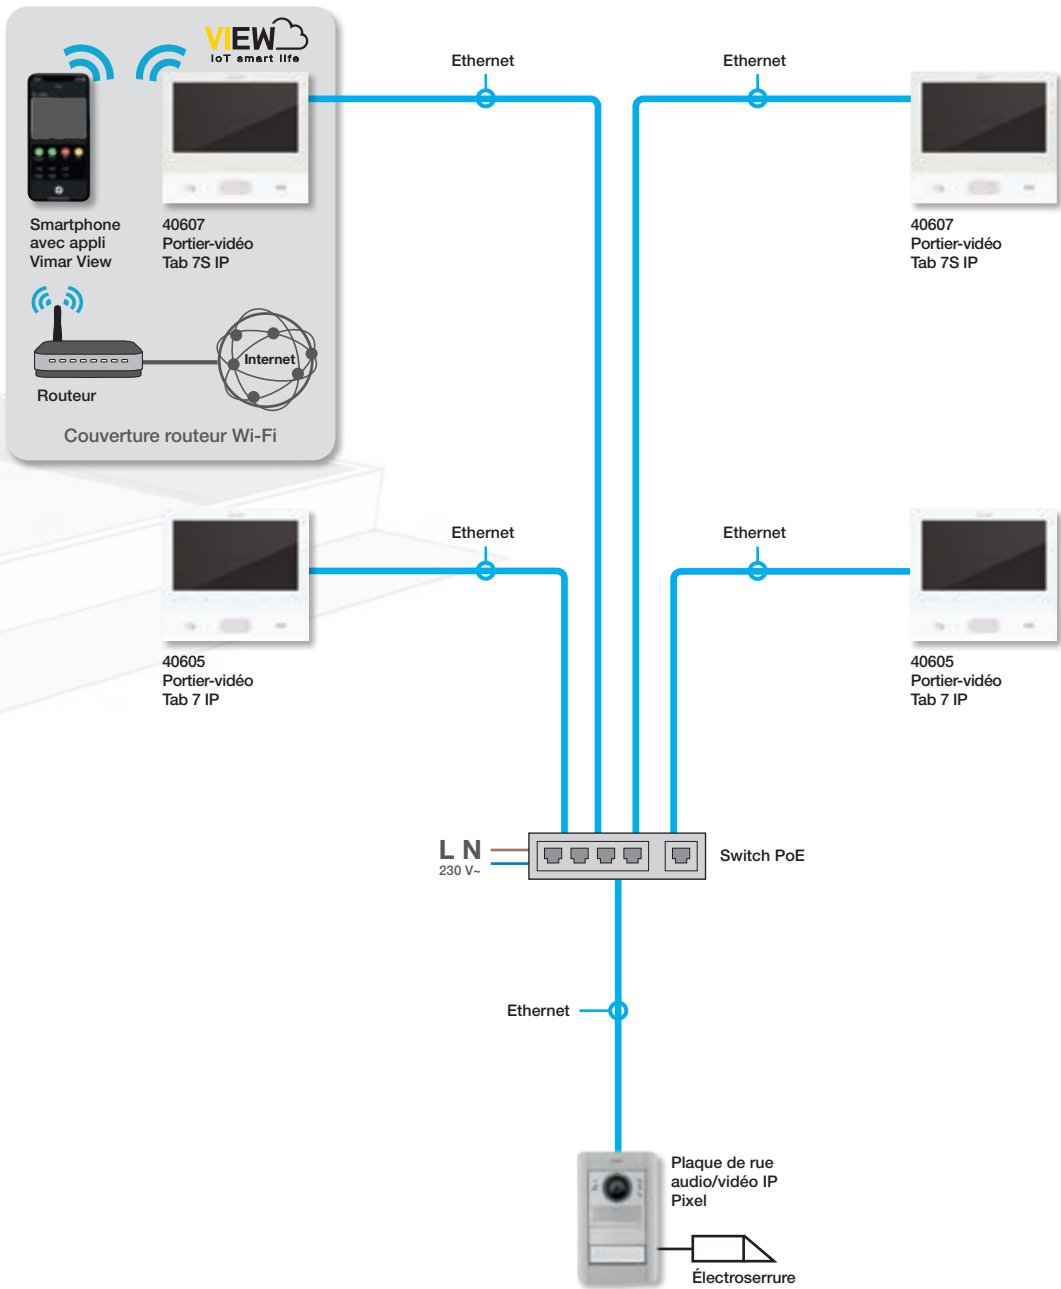 VIEW
IoT smart life
Smartphone
avec appli
Vimar View
40607
Portier-vidéo
Tab 7S IP
Routeur
Internet
Couverture routeur Wi-Fi
Ethernet
Ethernet
40607
Portier-vidéo
Tab 7S IP
Ethernet
Ethernet
40605
Portier-vidéo
Tab 7 IP
40605
Portier-vidéo
Tab 7 IP
L N
230 V~
Switch PoE
Ethernet
Plaque de rue
audio/vidéo IP
Pixel
Électroserrure